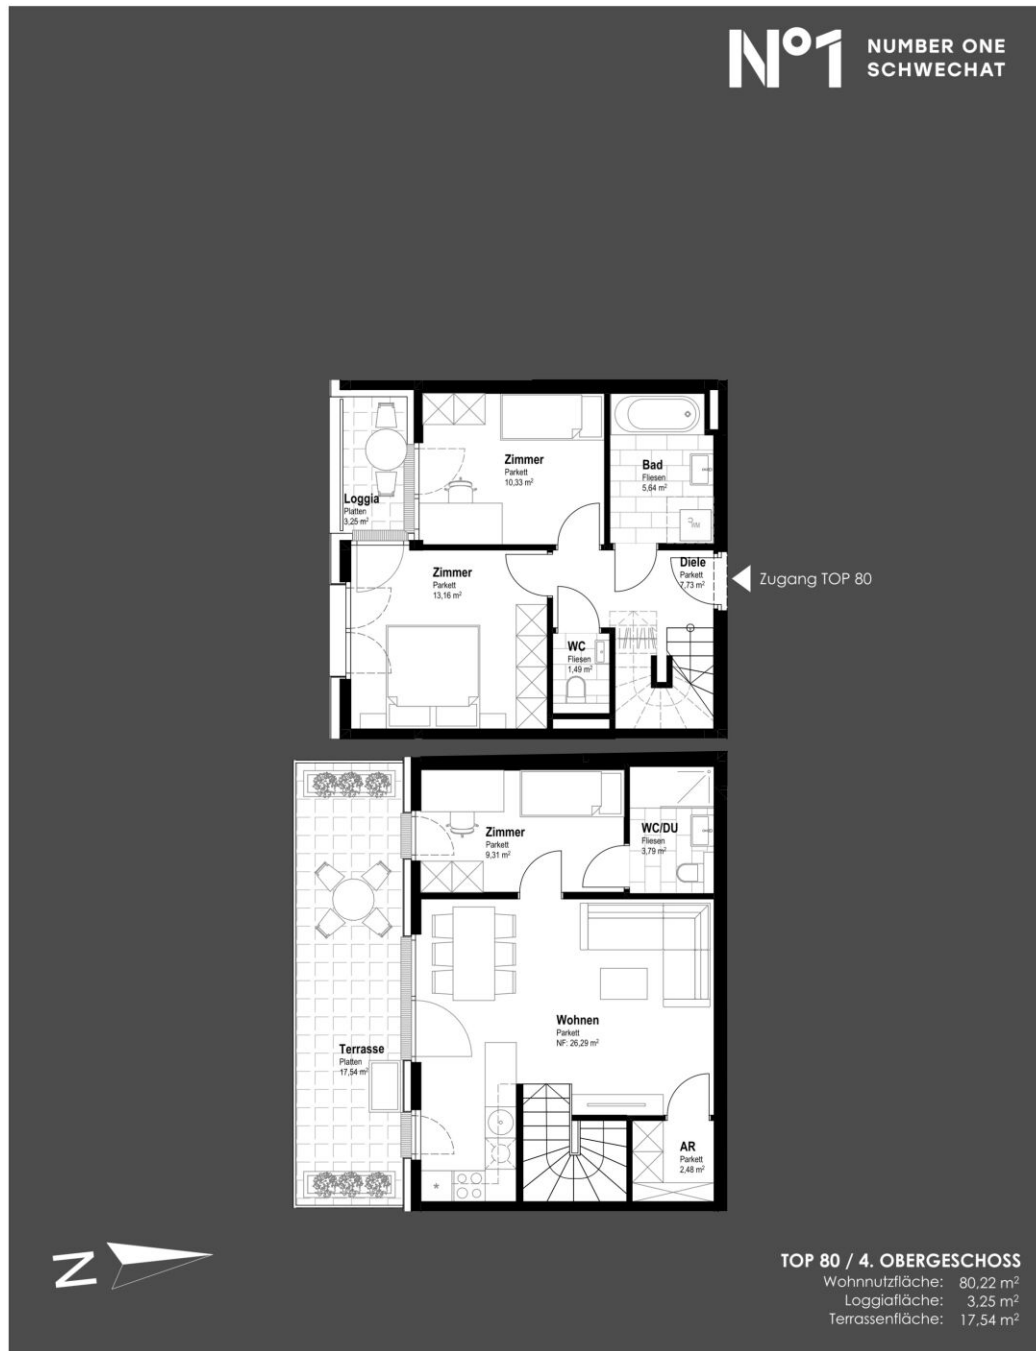 Nº1 NUMBER ONE
SCHWECHAT
Zimmer
Parkett
10,33 m²
Bad
Fliesen
5,64 m²
WM
Loggia
Platten
3,25 m²
Zimmer
Parkett
13,16 m²
Diele
Parkett
7,73 m²
Zugang TOP 80
WC
Fliesen
1,49 m²
Zimmer
Parkett
9,31 m²
WC/DU
Fliesen
3,79 m²
Wohnen
Parkett
NF: 26,29 m²
Terrasse
Platten
17,54 m²
AR
Parkett
2,48 m²
*
N
TOP 80 / 4. OBERGESCHOSS
Wohnnutzfläche: 80,22 m²
Loggiafläche: 3,25 m²
Terrassenfläche: 17,54 m²